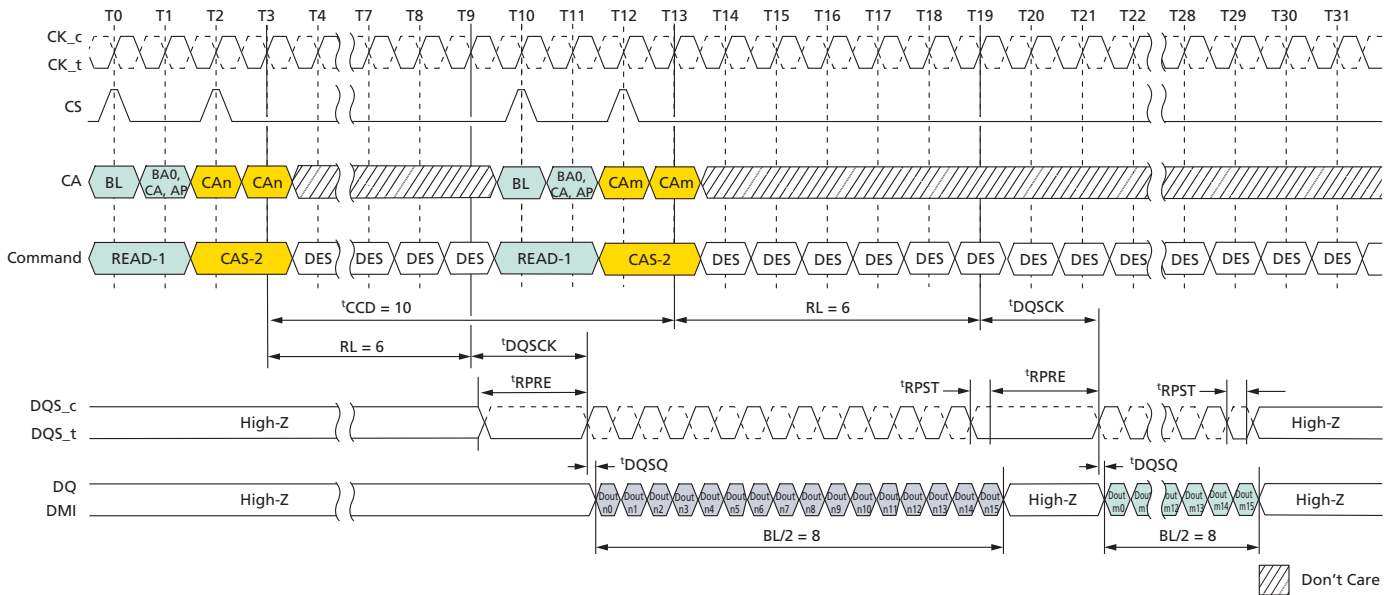 T0 T1 T2 T3 T4 T7 T8 T9 T10 T11 T12 T13 T14 T15 T16 T17 T18 T19 T20 T21 T22 T28 T29 T30 T31
CK_c
CK_t
CS
CA
BL
BA0,
CA, AP
CAn CAn
BL
BA0,
CA, AP
CAm CAm
Command READ-1 CAS-2 DES DES DES DES READ-1 CAS-2 DES DES DES DES DES DES DES DES DES DES DES DES DES
tCCD = 10 RL = 6 tDQSCK
RL = 6 tDQSCK
tRPRE tRPST tRPRE tRPST
DQS_c
DQS_t
High-Z High-Z
tDQSQ tDQSQ
DQ
DMI
High-Z
Dout n0 Dout n1 Dout n2 Dout n3 Dout n4 Dout n5 Dout n6 Dout n7 Dout n8 Dout n9 Dout n10 Dout n11 Dout n12 Dout n13 Dout n14 Dout n15
High-Z
Dout m0 Dout Dout m12 Dout m13 Dout m14 Dout m15
High-Z
BL/2 = 8 BL/2 = 8
Don't Care